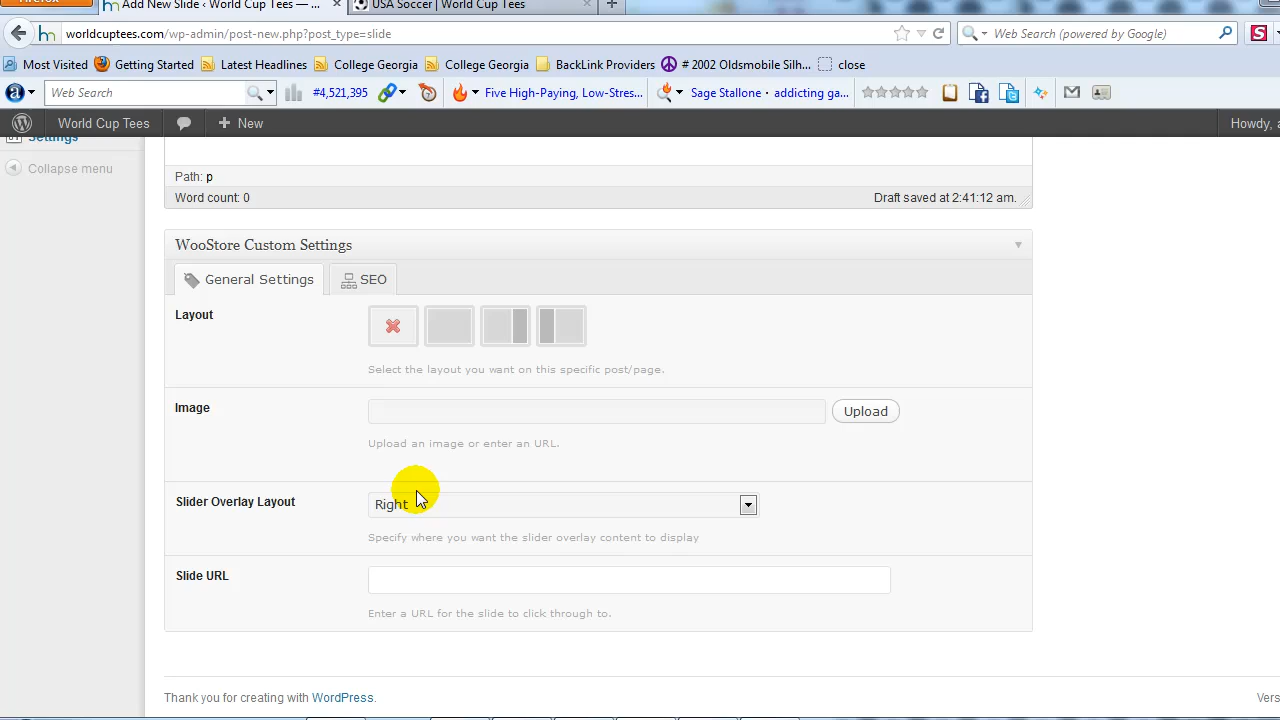 Firefox
Add New Slide ‹ World Cup Tees — ...
USA Soccer | World Cup Tees
worldcuptees.com/wp-admin/post-new.php?post_type=slide
Web Search (powered by Google)
Most Visited Getting Started Latest Headlines College Georgia College Georgia BackLink Providers # 2002 Oldsmobile Silh... close
Web Search #4,521,395 Five High-Paying, Low-Stres... Sage Stallone · addicting ga...
World Cup Tees + New Howdy, a
Settings
Collapse menu
Path: p
Word count: 0 Draft saved at 2:41:12 am.
WooStore Custom Settings
General Settings SEO
Layout
Select the layout you want on this specific post/page.
Image Upload
Upload an image or enter an URL.
Slider Overlay Layout Right
Specify where you want the slider overlay content to display
Slide URL
Enter a URL for the slide to click through to.
Thank you for creating with WordPress. Vers